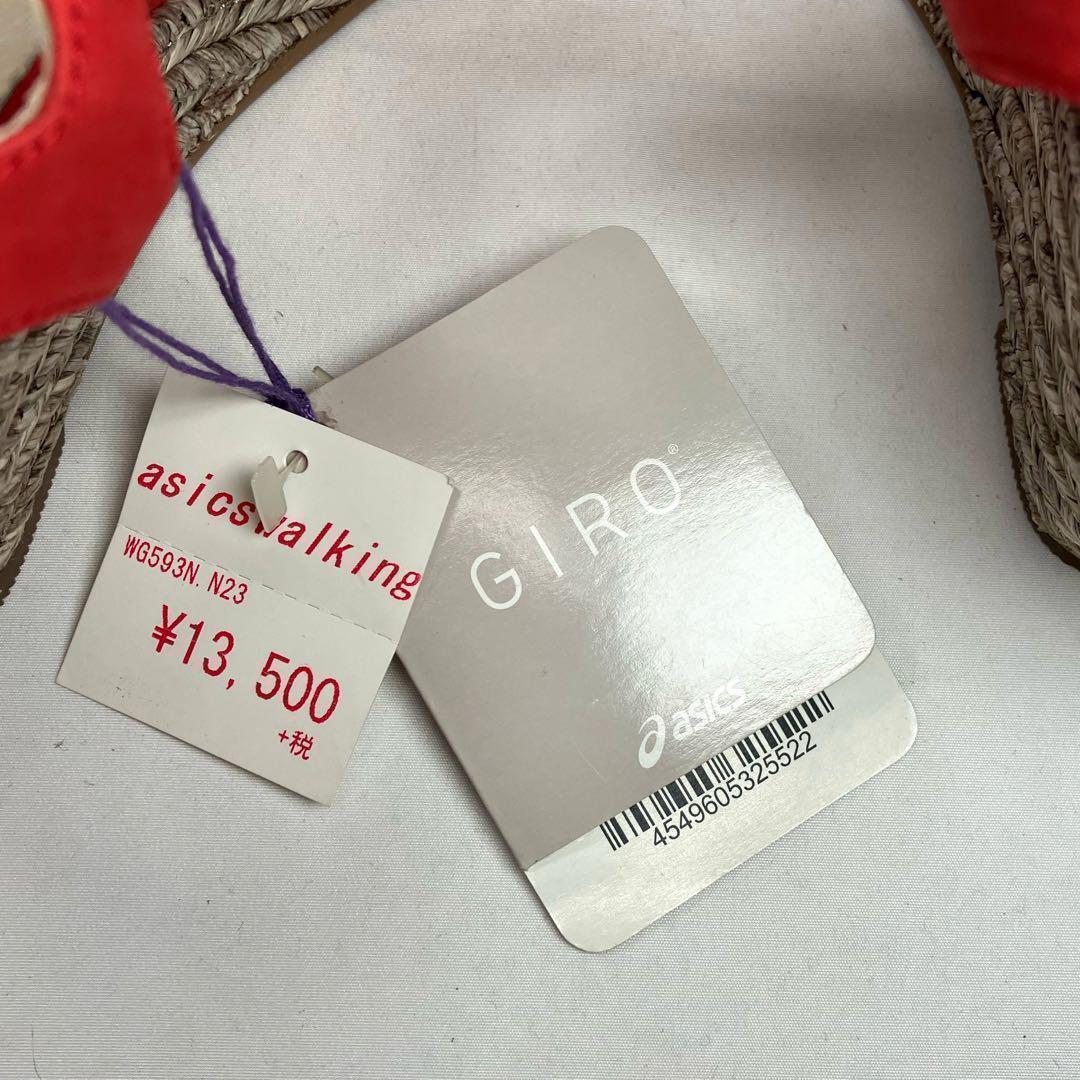 asicswalking
WG593N. N23
¥13,500
+税
GIRO®
asics
4549605325522